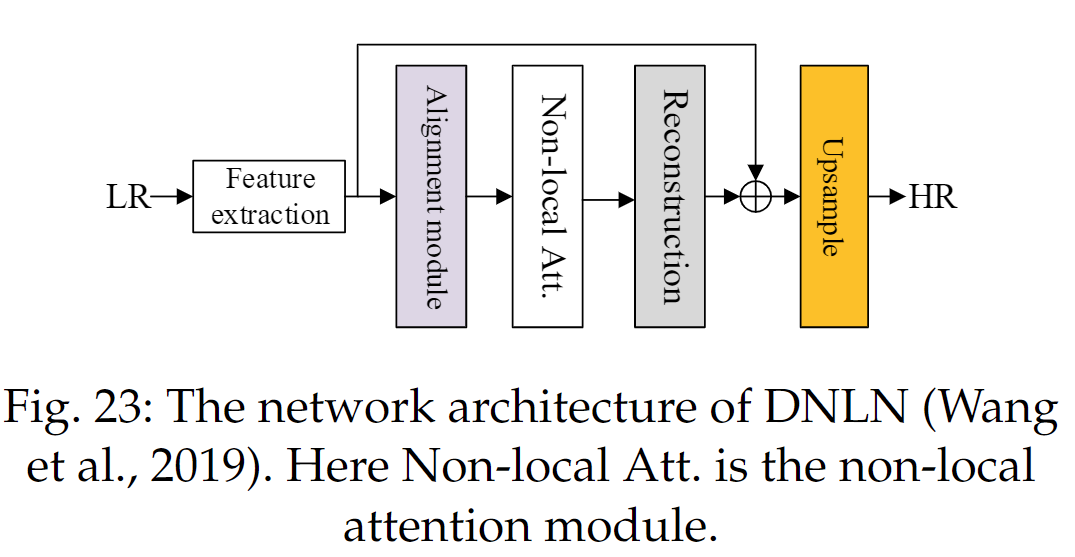 LR
Feature
extraction
Alignment module
Non-local Att.
Reconstruction
Upsample
HR
Fig. 23: The network architecture of DNLN (Wang
et al., 2019). Here Non-local Att. is the non-local
attention module.